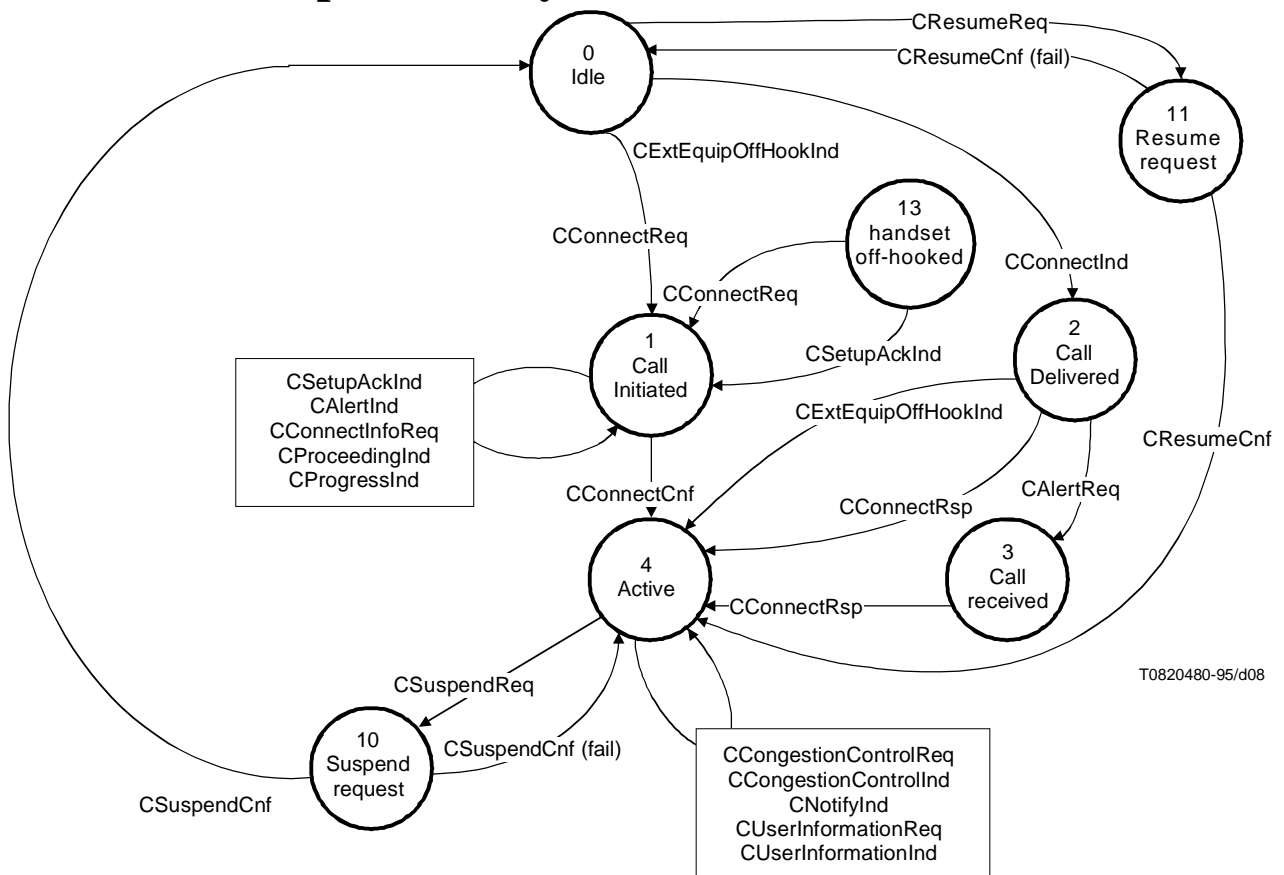 CResumeReq
0
Idle
CResumeCnf (fail)
11
Resume
request
CExtEquipOffHookInd
13
handset
off-hooked
CConnectReq
CConnectInd
CConnectReq
1
Call
Initiated
2
Call
Delivered
CSetupAckInd
CSetupAckInd
CAlertInd
CConnectInfoReq
CProceedingInd
CProgressInd
CExtEquipOffHookInd
CResumeCnf
CConnectCnf
CAlertReq
CConnectRsp
4
Active
3
Call
received
CConnectRsp
T0820480-95/d08
CSuspendReq
10
Suspend
request
CSuspendCnf (fail)
CSuspendCnf
CCongestionControlReq
CCongestionControlInd
CNotifyInd
CUserInformationReq
CUserInformationInd